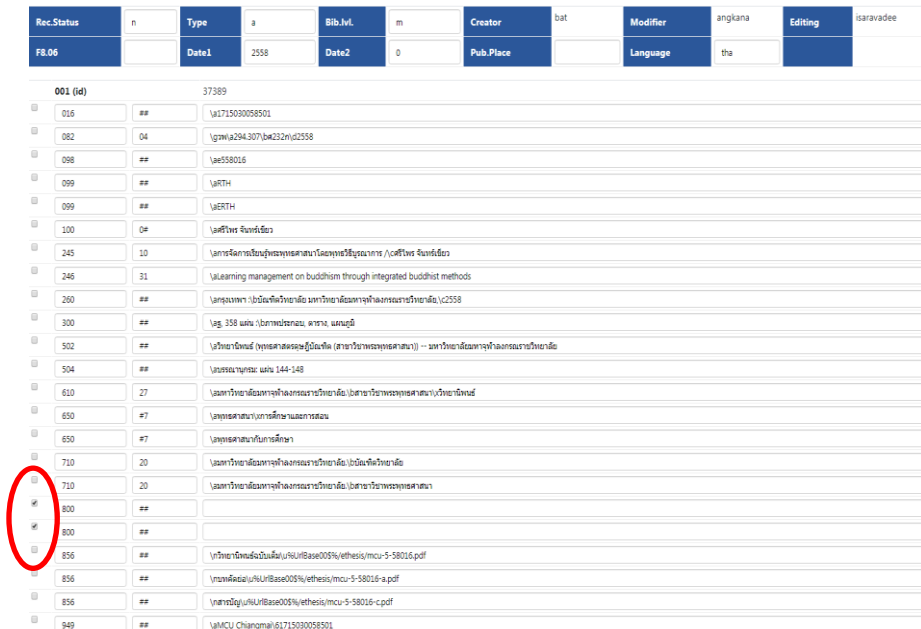 Rec.Status n Type a Bib.lvl. m Creator bat Modifier angkana Editing isaravadee
F8.06 Date1 2558 Date2 0 Pub.Place Language tha
001 (id) 37389
016 ## \a1715030058501
082 04 \gวพ\a294.307\bศ232ก\d2558
098 ## \ae558016
099 ## \aRTH
099 ## \aERTH
100 0# \aศรีไพร จันทร์เขียว
245 10 \aการจัดการเรียนรู้พระพุทธศาสนาโดยพุทธวิธีบูรณาการ /\cศรีไพร จันทร์เขียว
246 31 \aLearning management on buddhism through integrated buddhist methods
260 ## \aกรุงเทพฯ :\bบัณฑิตวิทยาลัย มหาวิทยาลัยมหาจุฬาลงกรณราชวิทยาลัย,\c2558
300 ## \aฐ, 358 แผ่น :\bภาพประกอบ, ตาราง, แผนภูมิ
502 ## \aวิทยานิพนธ์ (พุทธศาสตรดุษฎีบัณฑิต (สาขาวิชาพระพุทธศาสนา)) -- มหาวิทยาลัยมหาจุฬาลงกรณราชวิทยาลัย
504 ## \aบรรณานุกรม: แผ่น 144-148
610 27 \aมหาวิทยาลัยมหาจุฬาลงกรณราชวิทยาลัย.\bสาขาวิชาพระพุทธศาสนา\xวิทยานิพนธ์
650 #7 \aพุทธศาสนา\xการศึกษาและการสอน
650 #7 \aพุทธศาสนากับการศึกษา
710 20 \aมหาวิทยาลัยมหาจุฬาลงกรณราชวิทยาลัย.\bบัณฑิตวิทยาลัย
710 20 \aมหาวิทยาลัยมหาจุฬาลงกรณราชวิทยาลัย.\bสาขาวิชาพระพุทธศาสนา
800 ##
800 ##
856 ## \nวิทยานิพนธ์ฉบับเต็ม\u%UrlBase00$%/ethesis/mcu-5-58016.pdf
856 ## \nบทคัดย่อ\u%UrlBase00$%/ethesis/mcu-5-58016-a.pdf
856 ## \nสารบัญ\u%UrlBase00$%/ethesis/mcu-5-58016-c.pdf
949 ## \aMCU Chiangmai\61715030058501